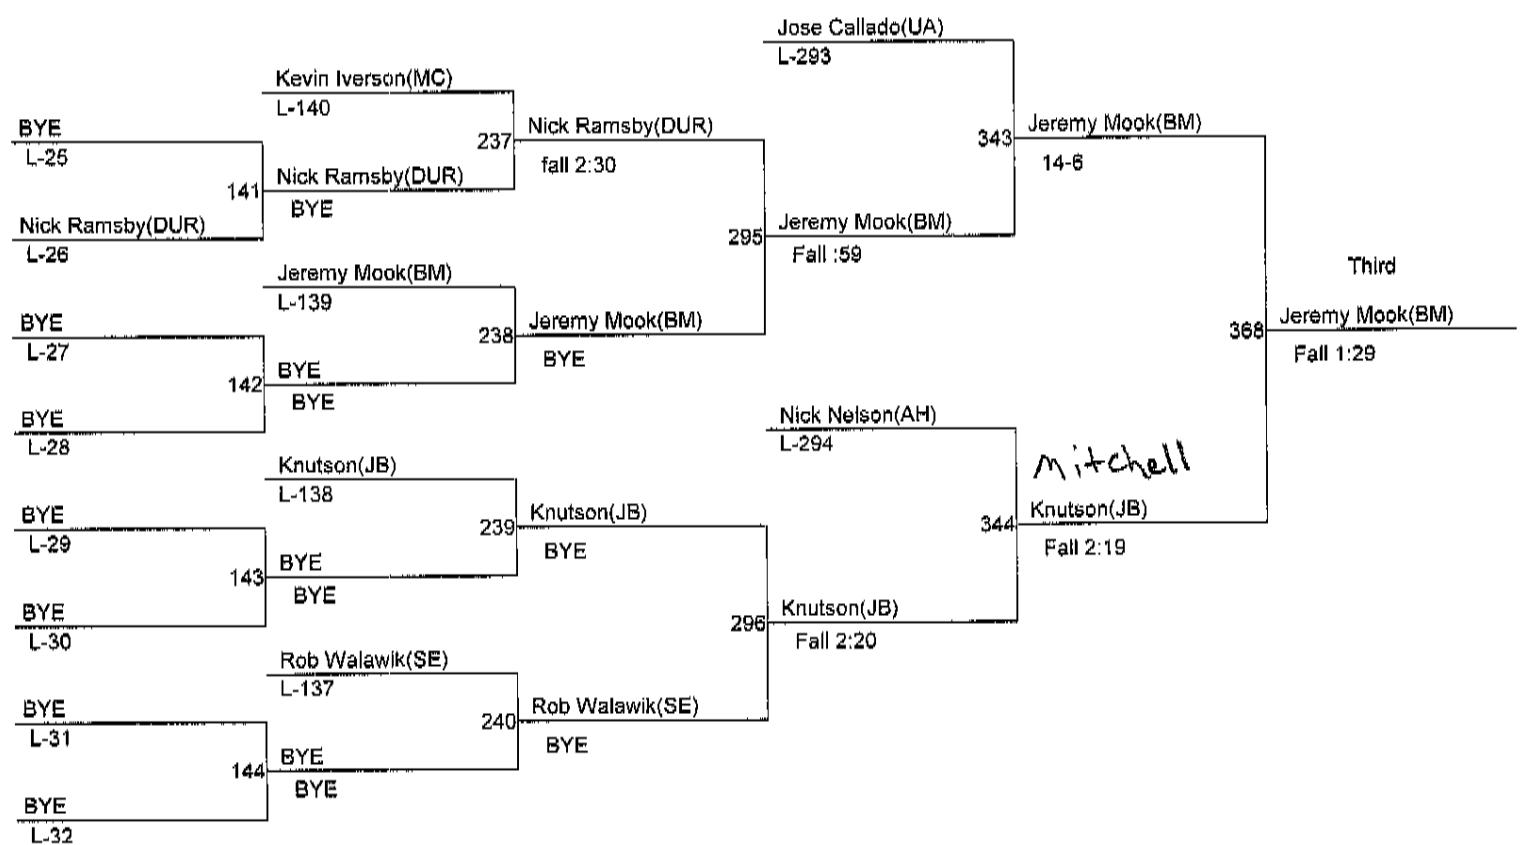 Jose Callado(UA)
L-293
Kevin Iverson(MC)
L-140
BYE
L-25
237
Nick Ramsby(DUR)
fall 2:30
343
Jeremy Mook(BM)
14-6
141
Nick Ramsby(DUR)
BYE
Nick Ramsby(DUR)
L-26
295
Jeremy Mook(BM)
Fall :59
Jeremy Mook(BM)
L-139
Third
BYE
L-27
238
Jeremy Mook(BM)
BYE
368
Jeremy Mook(BM)
Fall 1:29
142
BYE
BYE
BYE
L-28
Nick Nelson(AH)
L-294
Mitchell
Knutson(JB)
L-138
BYE
L-29
239
Knutson(JB)
BYE
344
Knutson(JB)
Fall 2:19
143
BYE
BYE
BYE
L-30
296
Knutson(JB)
Fall 2:20
Rob Walawik(SE)
L-137
BYE
L-31
240
Rob Walawik(SE)
BYE
144
BYE
BYE
BYE
L-32